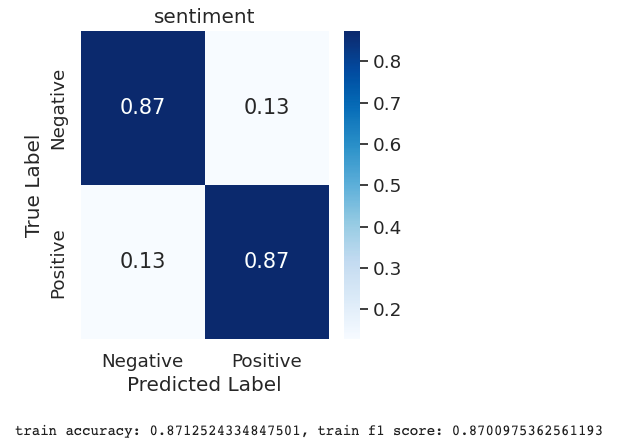 sentiment
True Label
Negative
0.87
0.13
Positive
0.13
0.87
Negative
Positive
Predicted Label
0.8
0.7
0.6
0.5
0.4
0.3
0.2
train accuracy: 0.8712524334847501, train f1 score: 0.8700975362561193